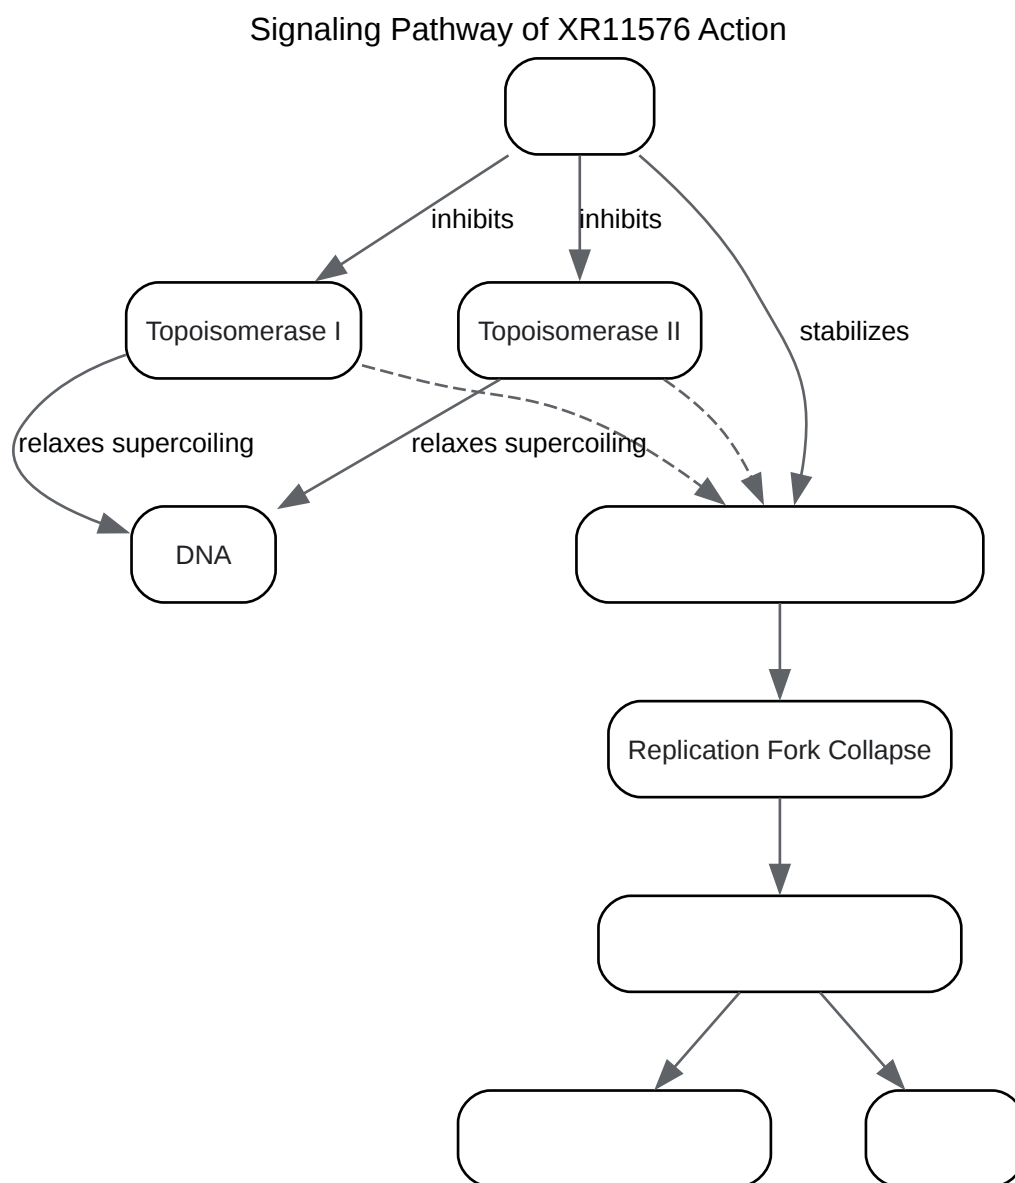 Signaling Pathway of XR11576 Action
inhibits
inhibits
Topoisomerase I
Topoisomerase II
stabilizes
relaxes supercoiling
relaxes supercoiling
DNA
Replication Fork Collapse